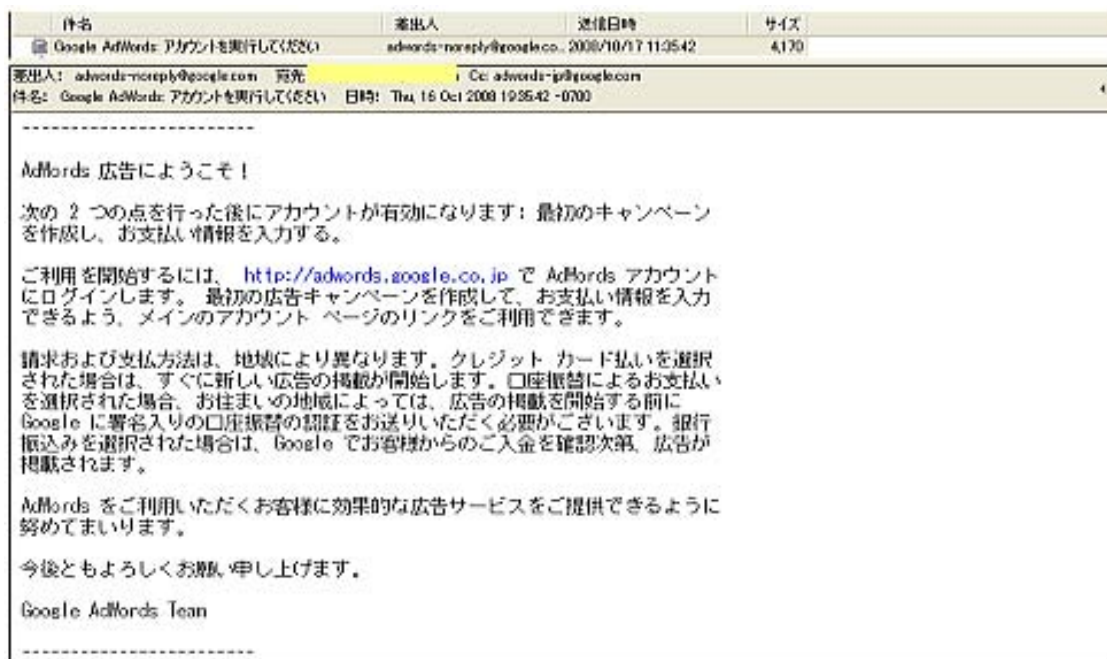 件名 差出人 送信日時 サイズ
Google AdWords: アカウントを実行してください adwords-noreply@google.co... 2008/10/17 11:35:42 4,170
差出人: adwords-noreply@google.com 宛先: Cc: adwords-jp@google.com
件名: Google AdWords: アカウントを実行してください 日時: Thu, 16 Oct 2008 19:35:42 -0700
------------------------
AdWords 広告にようこそ!
次の 2 つの点を行った後にアカウントが有効になります: 最初のキャンペーン
を作成し、お支払い情報を入力する。
ご利用を開始するには、 http://adwords.google.co.jp で AdWords アカウント
にログインします。 最初の広告キャンペーンを作成して、お支払い情報を入力
できるよう、メインのアカウント ページのリンクをご利用できます。
請求および支払方法は、地域により異なります。クレジット カード払いを選択
された場合は、すぐに新しい広告の掲載が開始します。口座振替によるお支払い
を選択された場合、お住まいの地域によっては、広告の掲載を開始する前に
Google に署名入りの口座振替の認証をお送りいただく必要がございます。銀行
振込みを選択された場合は、Google でお客様からのご入金を確認次第、広告が
掲載されます。
AdWords をご利用いただくお客様に効果的な広告サービスをご提供できるように
努めてまいります。
今後ともよろしくお願い申し上げます。
Google AdWords Team
------------------------